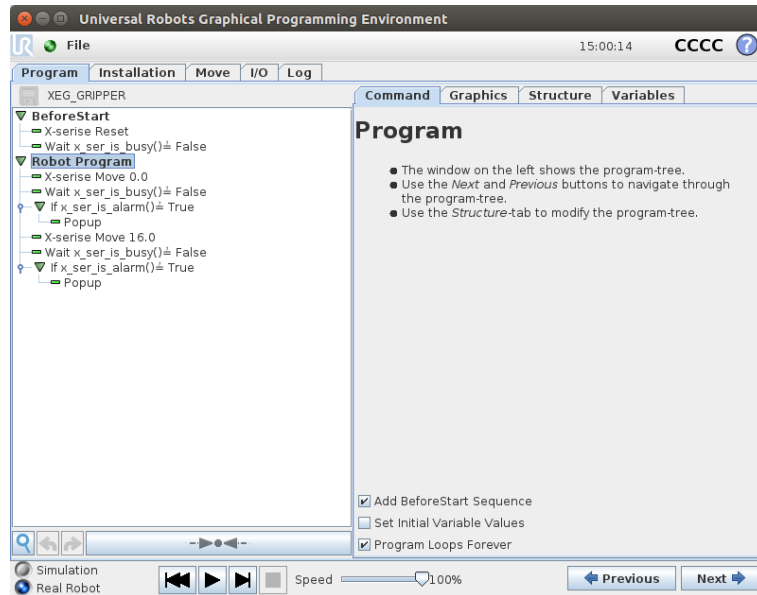 Universal Robots Graphical Programming Environment
UR File 15:00:14 CCCC ?
Program Installation Move I/O Log
XEG_GRIPPER
Command Graphics Structure Variables
BeforeStart
X-serise Reset
Wait x_ser_is_busy()≟ False
Robot Program
X-serise Move 0.0
Wait x_ser_is_busy()≟ False
If x_ser_is_alarm()≟ True
Popup
X-serise Move 16.0
Wait x_ser_is_busy()≟ False
If x_ser_is_alarm()≟ True
Popup
Program
The window on the left shows the program-tree.
Use the Next and Previous buttons to navigate through
the program-tree.
Use the Structure-tab to modify the program-tree.
Add BeforeStart Sequence
Set Initial Variable Values
Program Loops Forever
Simulation
Real Robot
Speed 100%
Previous Next